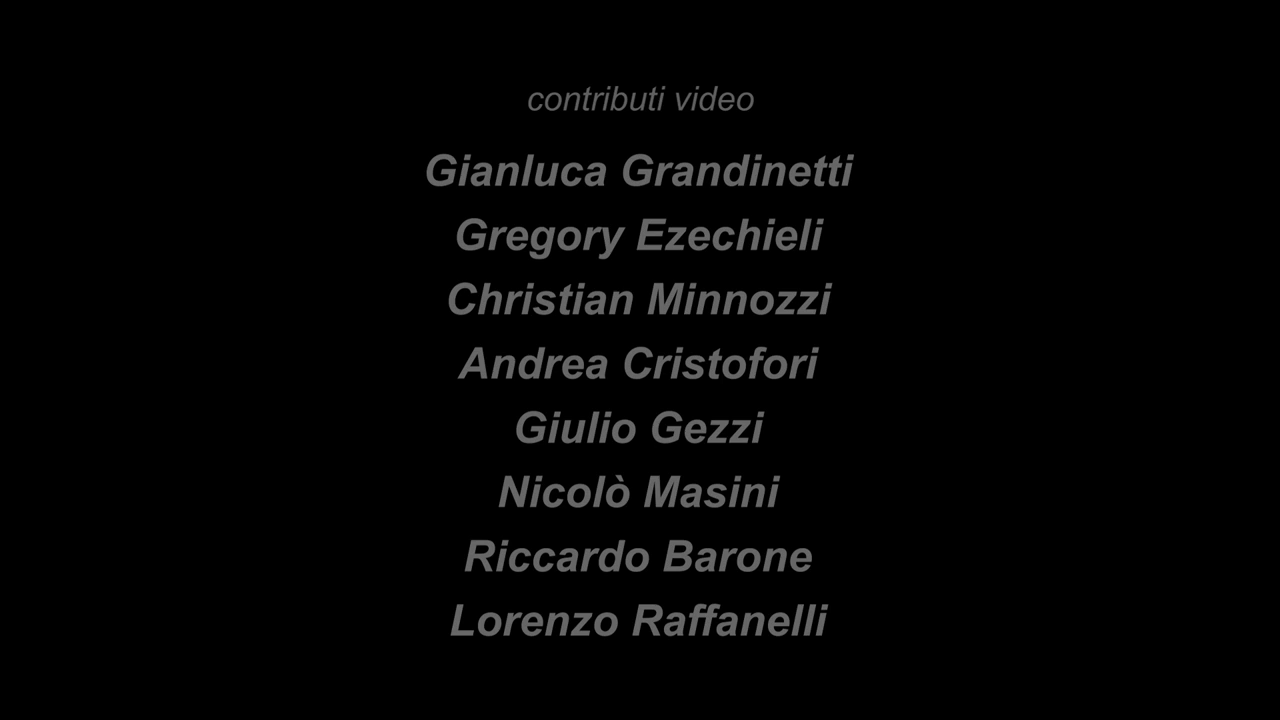 contributi video
Gianluca Grandinetti
Gregory Ezechieli
Christian Minnozzi
Andrea Cristofori
Giulio Gezzi
Nicolò Masini
Riccardo Barone
Lorenzo Raffanelli